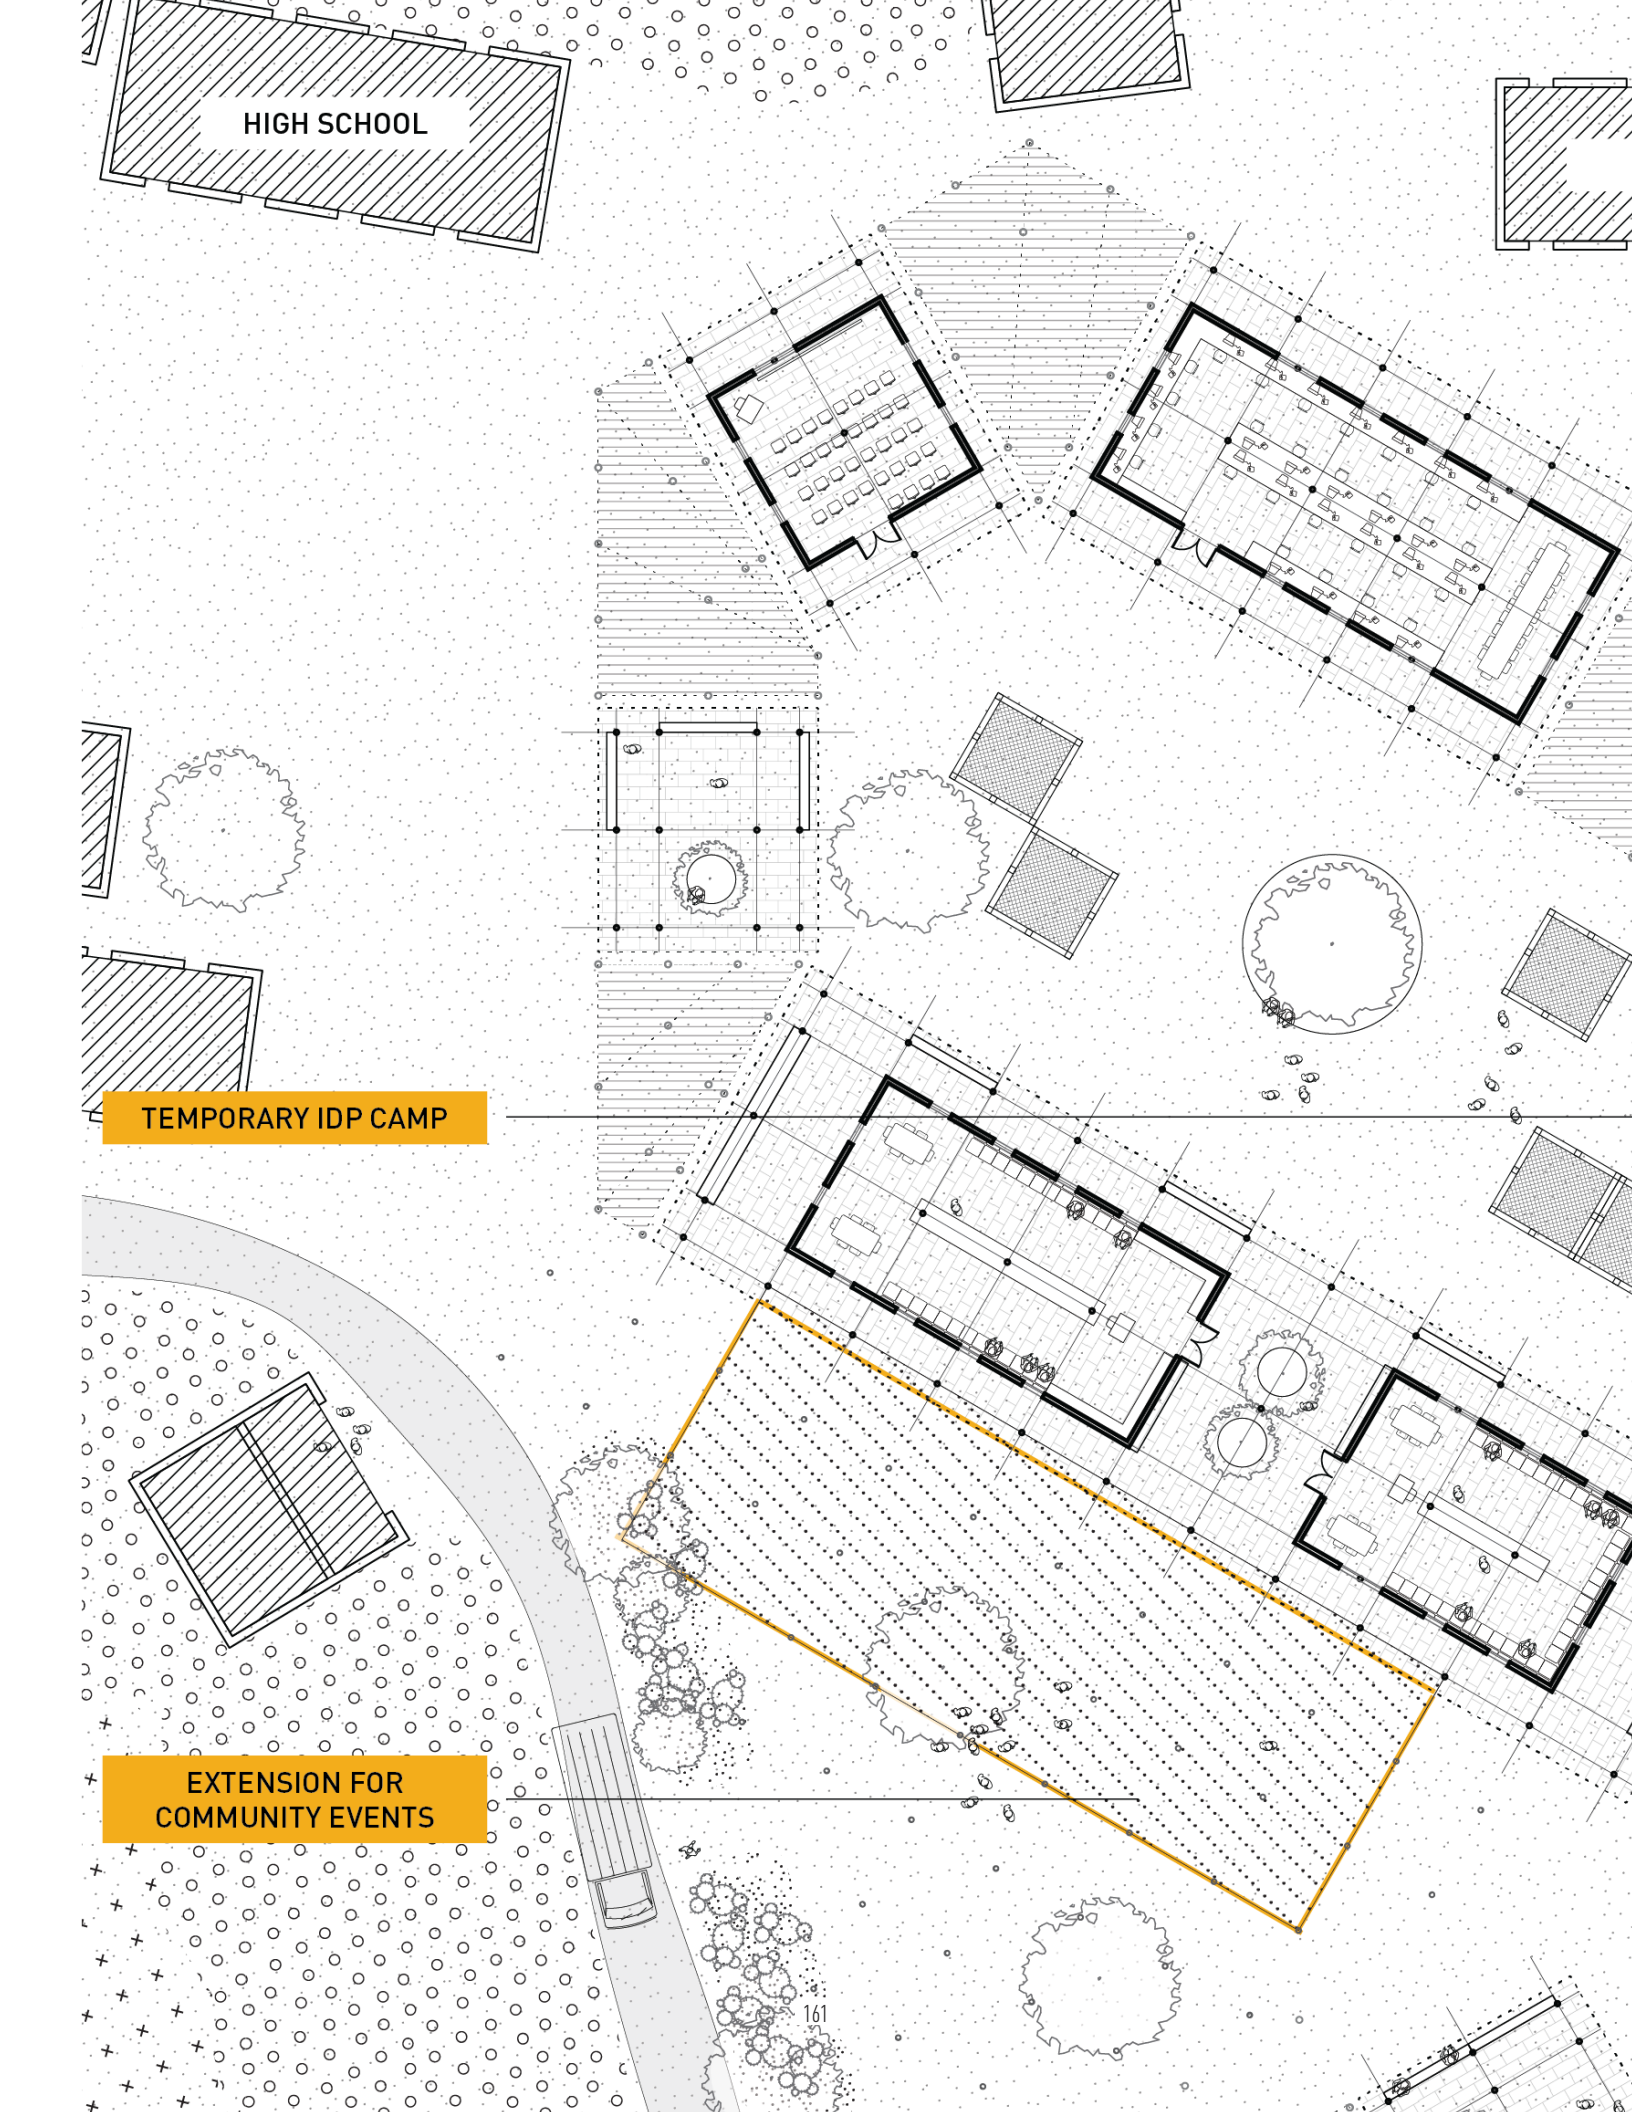 HIGH SCHOOL
TEMPORARY IDP CAMP
EXTENSION FOR
COMMUNITY EVENTS
161